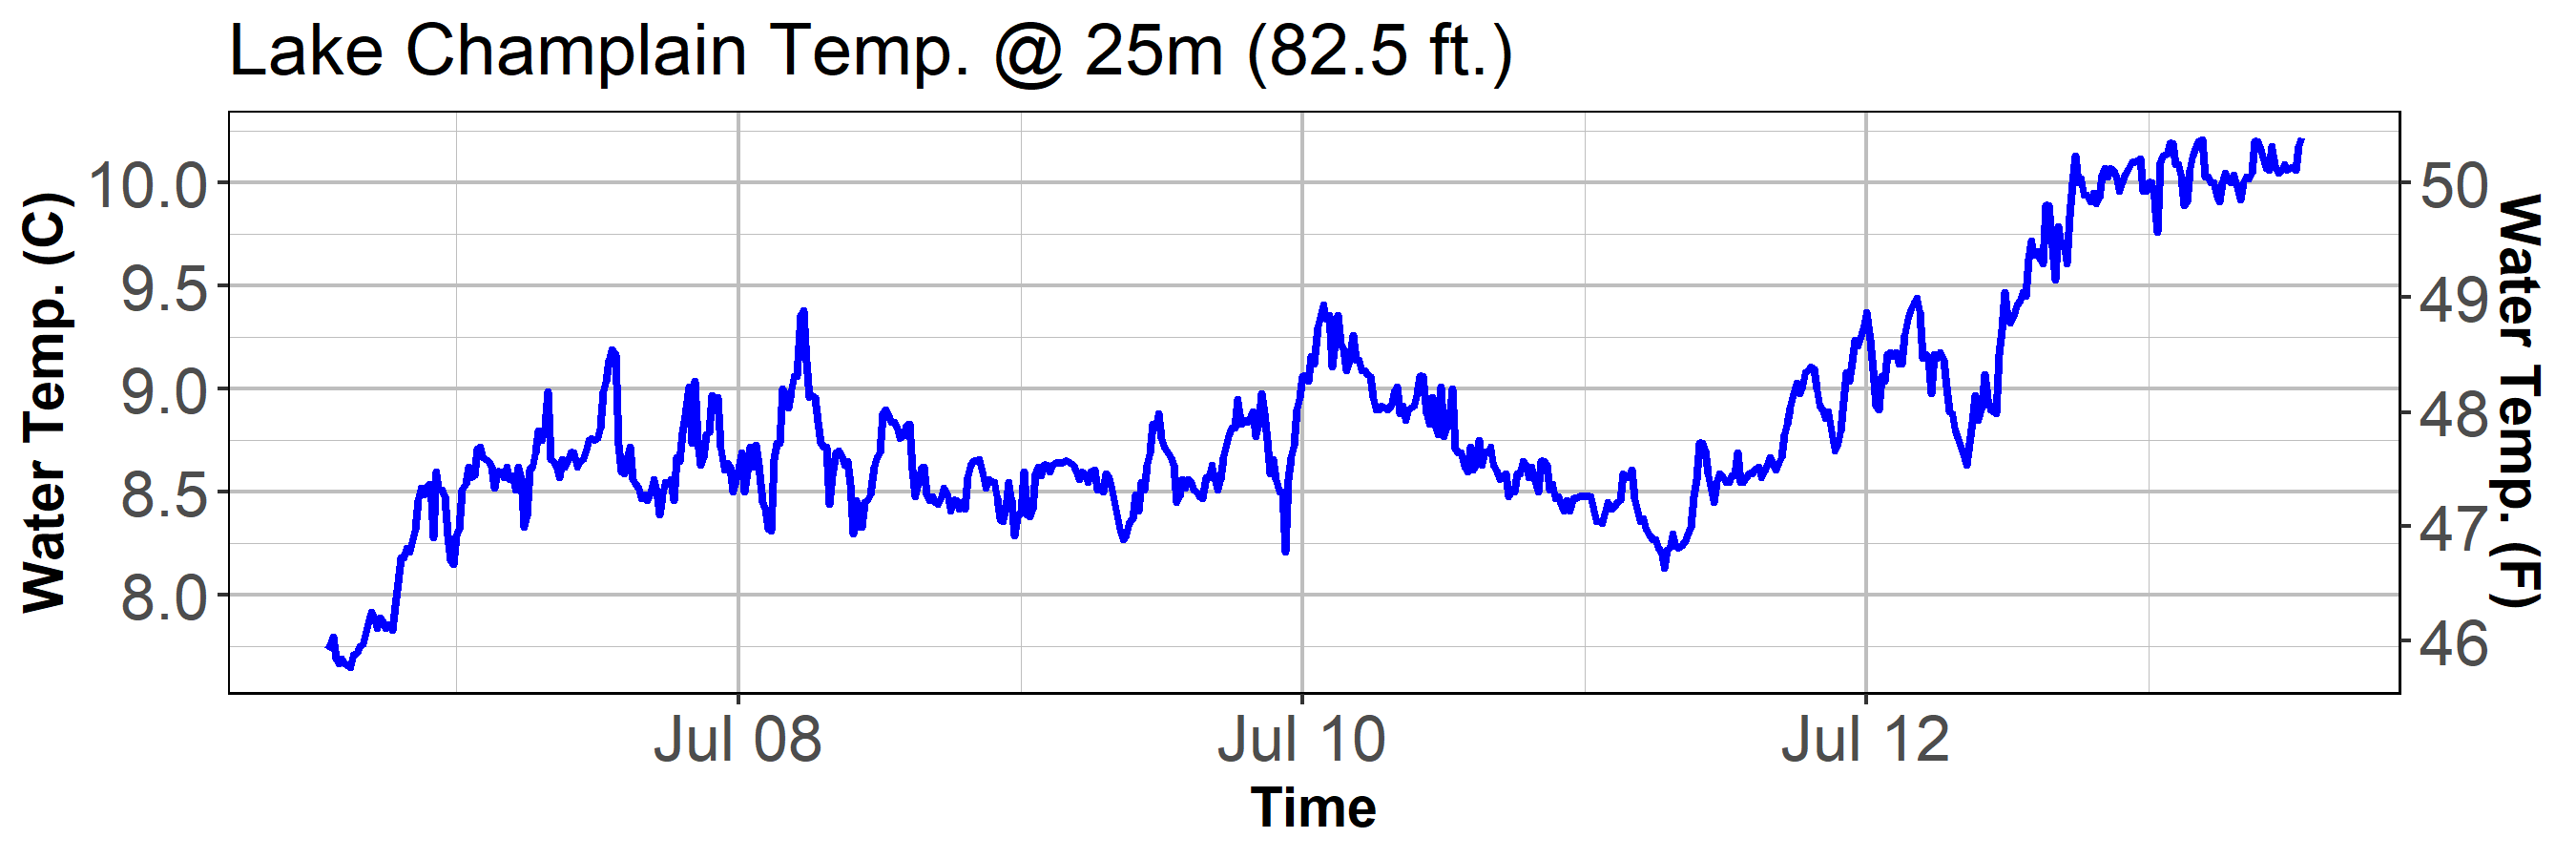 Lake Champlain Temp. @ 25m (82.5 ft.)
Water Temp. (C)
10.0
9.5
9.0
8.5
8.0
50
49
48
47
46
Water Temp. (F)
Jul 08
Jul 10
Jul 12
Time